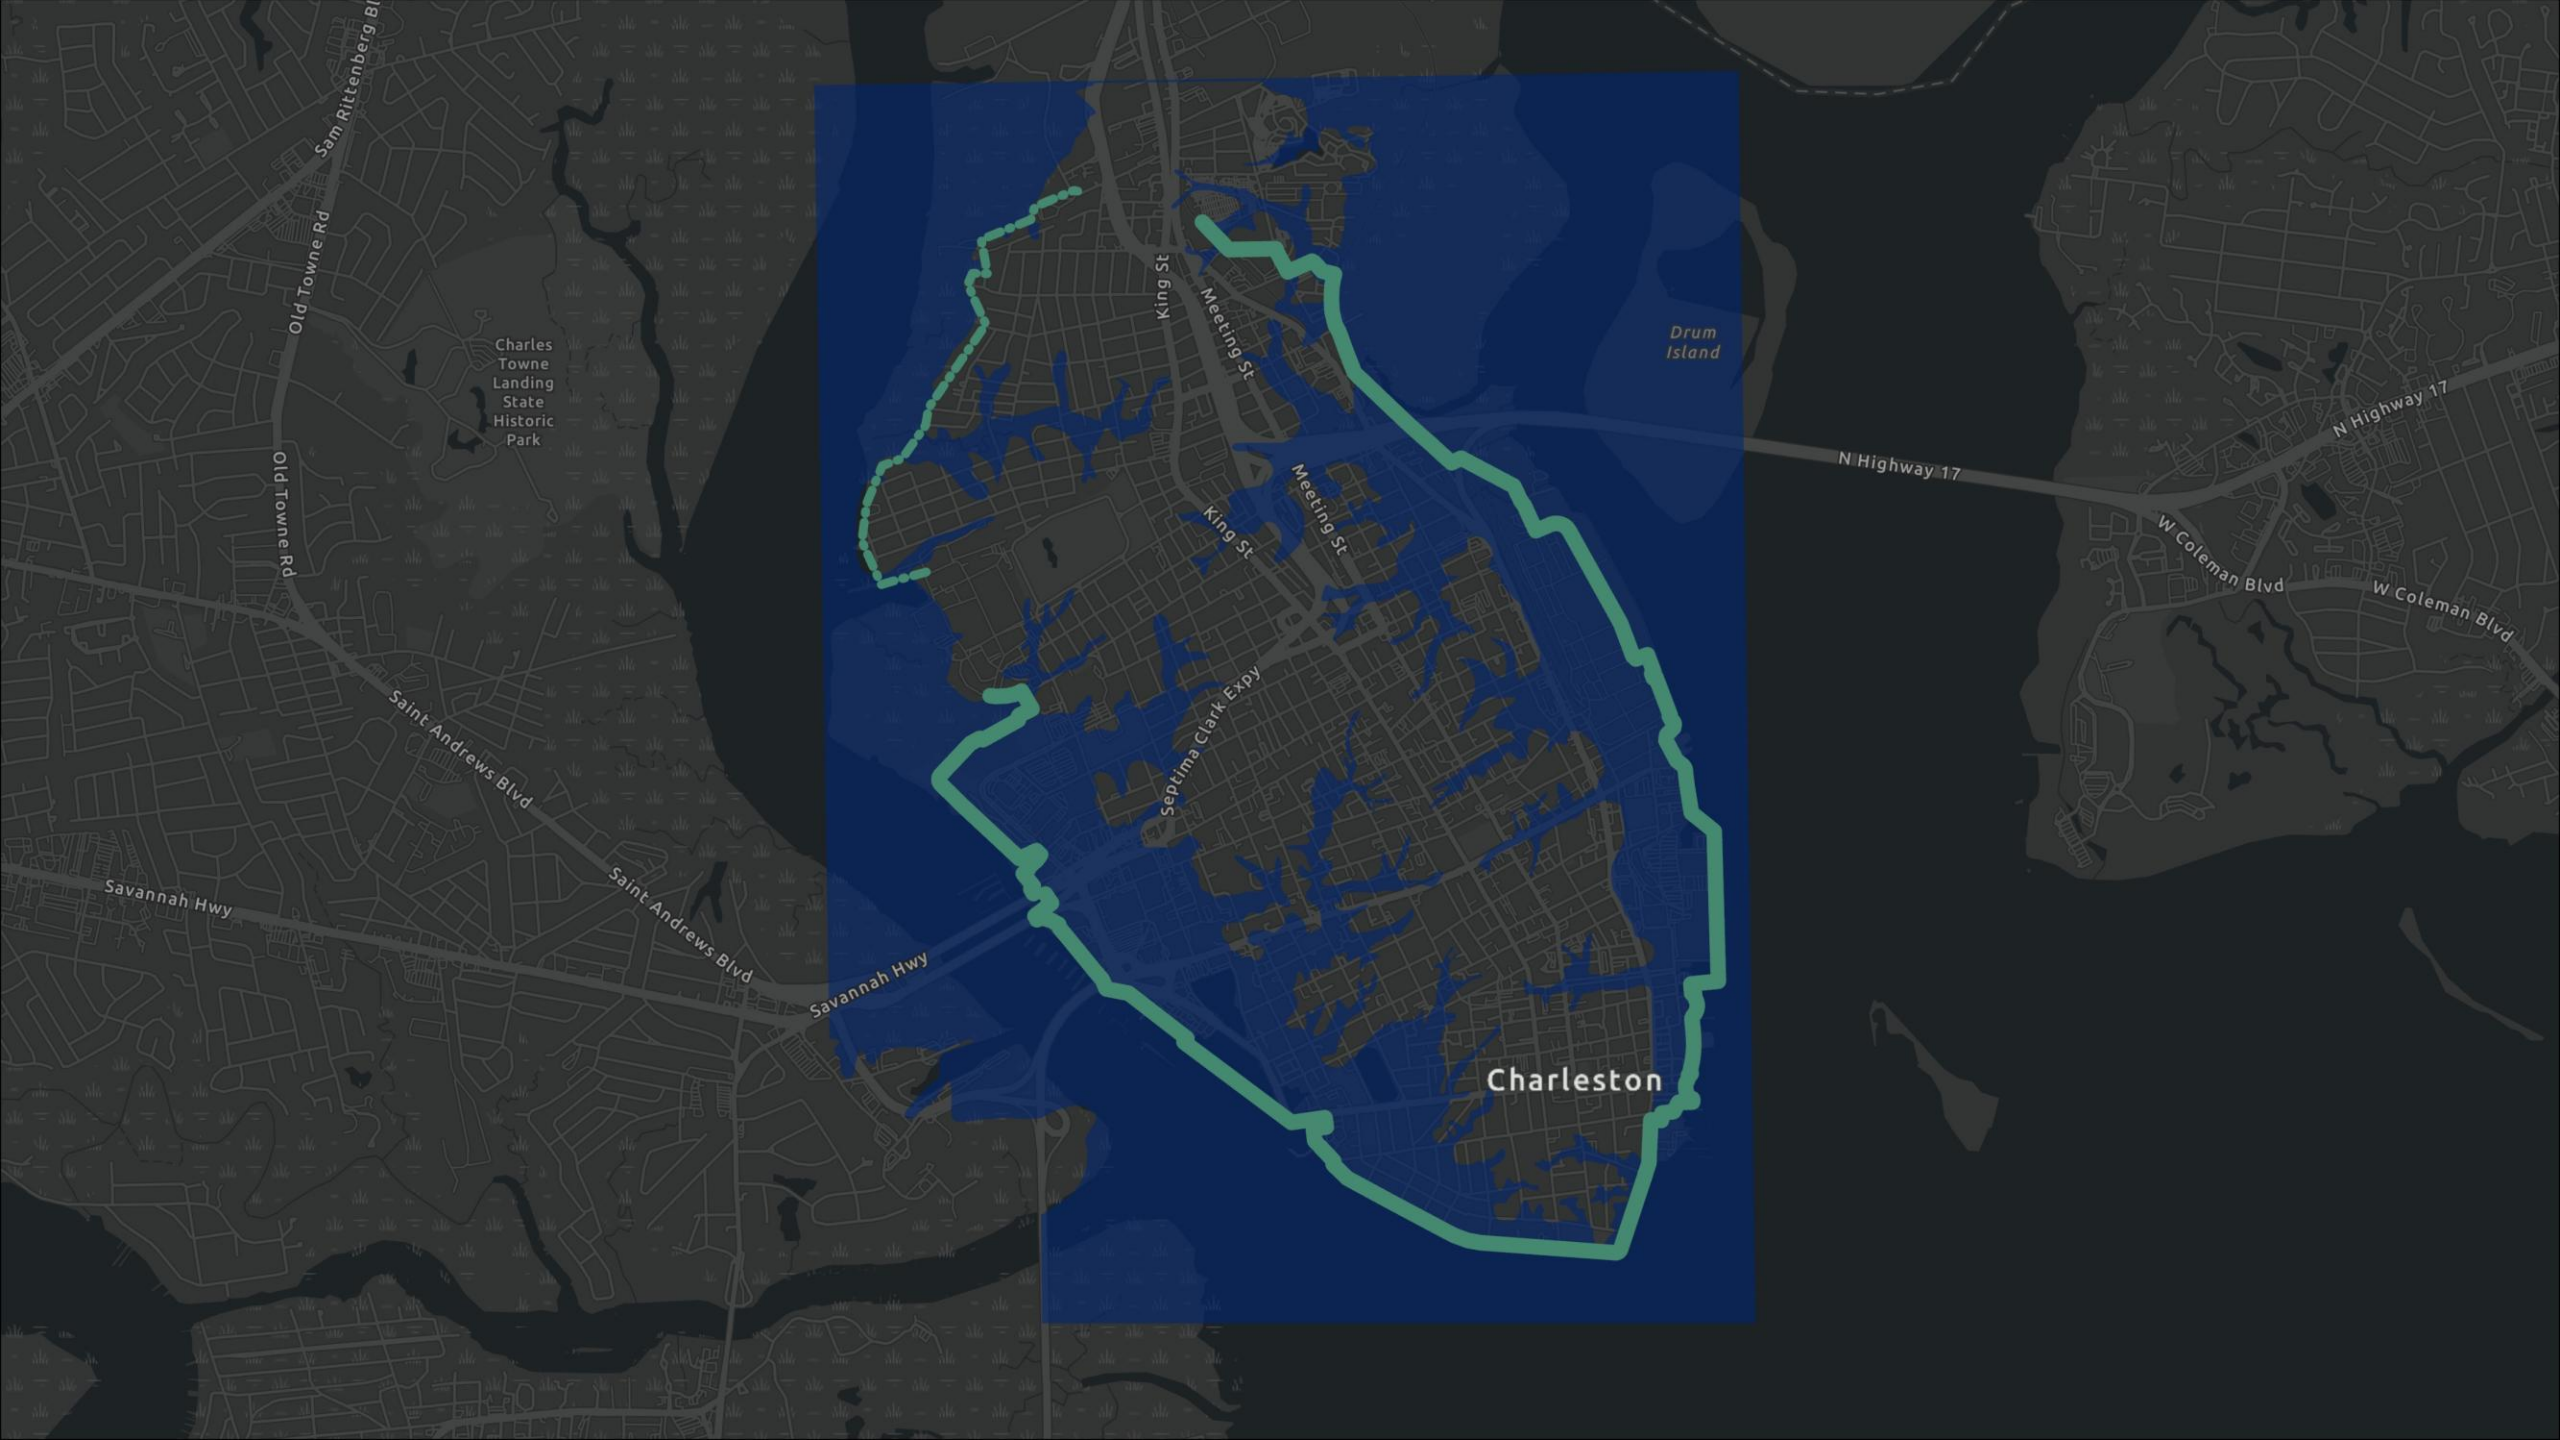 Sam Rittenberg Bl
Old Towne Rd
Charles
Towne
Landing
State
Historic
Park
Old Towne Rd
King St
Meeting St
Drum
Island
N Highway 17
N Highway 17
King St
Meeting St
W Coleman Blvd
W Coleman Blvd
Saint Andrews Blvd
Septima Clark Expy
Savannah Hwy
Saint Andrews Blvd
Savannah Hwy
Charleston